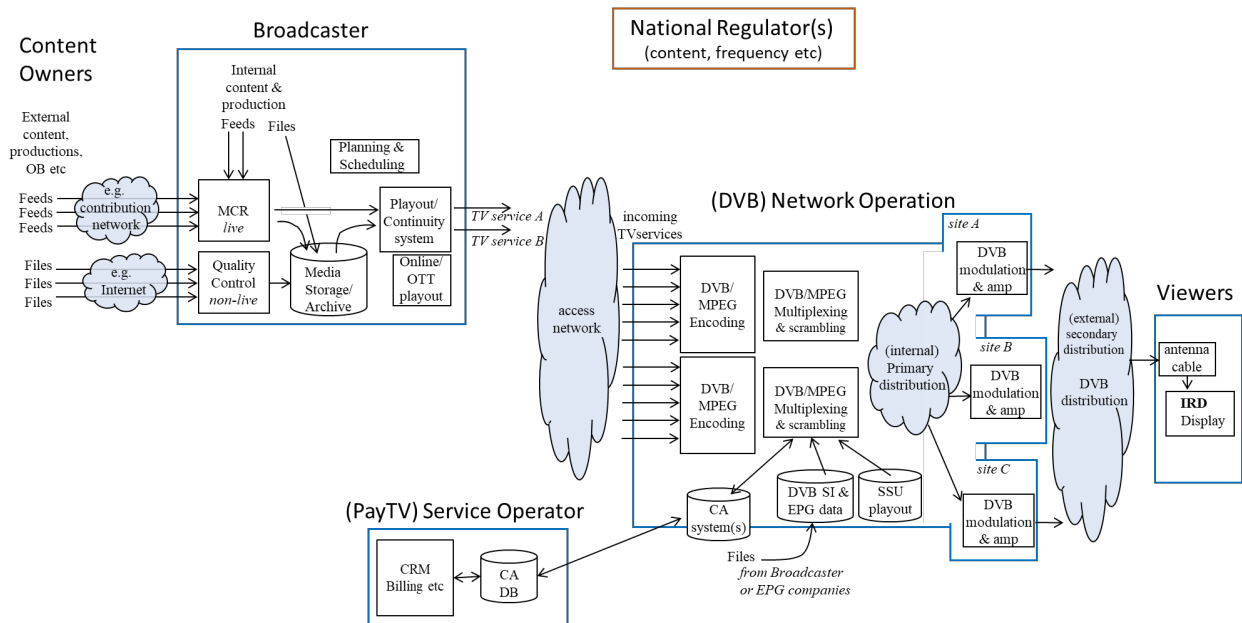 Content
Owners
External
content,
productions,
OB etc
Feeds
Feeds
Feeds
e.g.
contribution
network
Files
Files
Files
e.g.
Internet
Broadcaster
Internal
content &
production
Feeds
Files
Planning &
Scheduling
MCR
live
Quality
Control
non-live
Media
Storage/
Archive
Playout/
Continuity
system
Online/
OTT
playout
TV service A
TV service B
National Regulator(s)
(content, frequency etc)
access
network
(DVB) Network Operation
incoming
TVservices
DVB/
MPEG
Encoding
DVB/MPEG
Multiplexing
& scrambling
DVB/
MPEG
Encoding
DVB/MPEG
Multiplexing
& scrambling
(internal)
Primary
distribution
site A
DVB
modulation
& amp
site B
DVB
modulation
& amp
site C
DVB
modulation
& amp
(external)
secondary
distribution
DVB
distribution
Viewers
antenna
cable
IRD
Display
CA
system(s)
DVB SI &
EPG data
SSU
playout
Files
from Broadcaster
or EPG companies
(PayTV) Service Operator
CRM
Billing etc
CA
DB